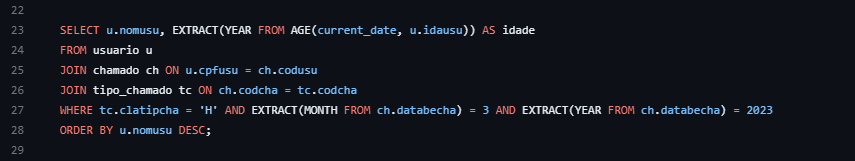 22
23 SELECT u.nomusu, EXTRACT(YEAR FROM AGE(current_date, u.idausu)) AS idade
24 FROM usuario u
25 JOIN chamado ch ON u.cpfusu = ch.codusu
26 JOIN tipo_chamado tc ON ch.codcha = tc.codcha
27 WHERE tc.clatipcha = 'H' AND EXTRACT(MONTH FROM ch.databecha) = 3 AND EXTRACT(YEAR FROM ch.databecha) = 2023
28 ORDER BY u.nomusu DESC;
29